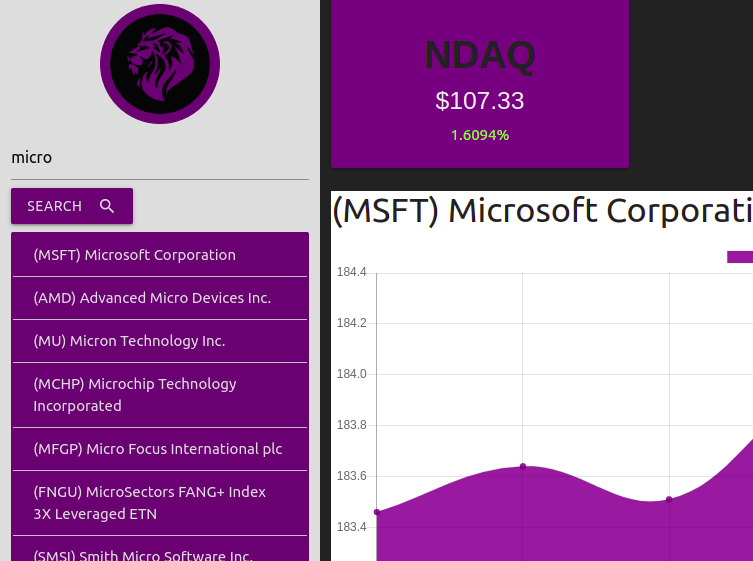 micro
SEARCH
(MSFT) Microsoft Corporation
(AMD) Advanced Micro Devices Inc.
(MU) Micron Technology Inc.
(MCHP) Microchip Technology
Incorporated
(MFGP) Micro Focus International plc
(FNGU) MicroSectors FANG+ Index
3X Leveraged ETN
(SMSI) Smith Micro Software Inc.
NDAQ
$107.33
1.6094%
(MSFT) Microsoft Corporati
184.4
184.2
184.0
183.8
183.6
183.4